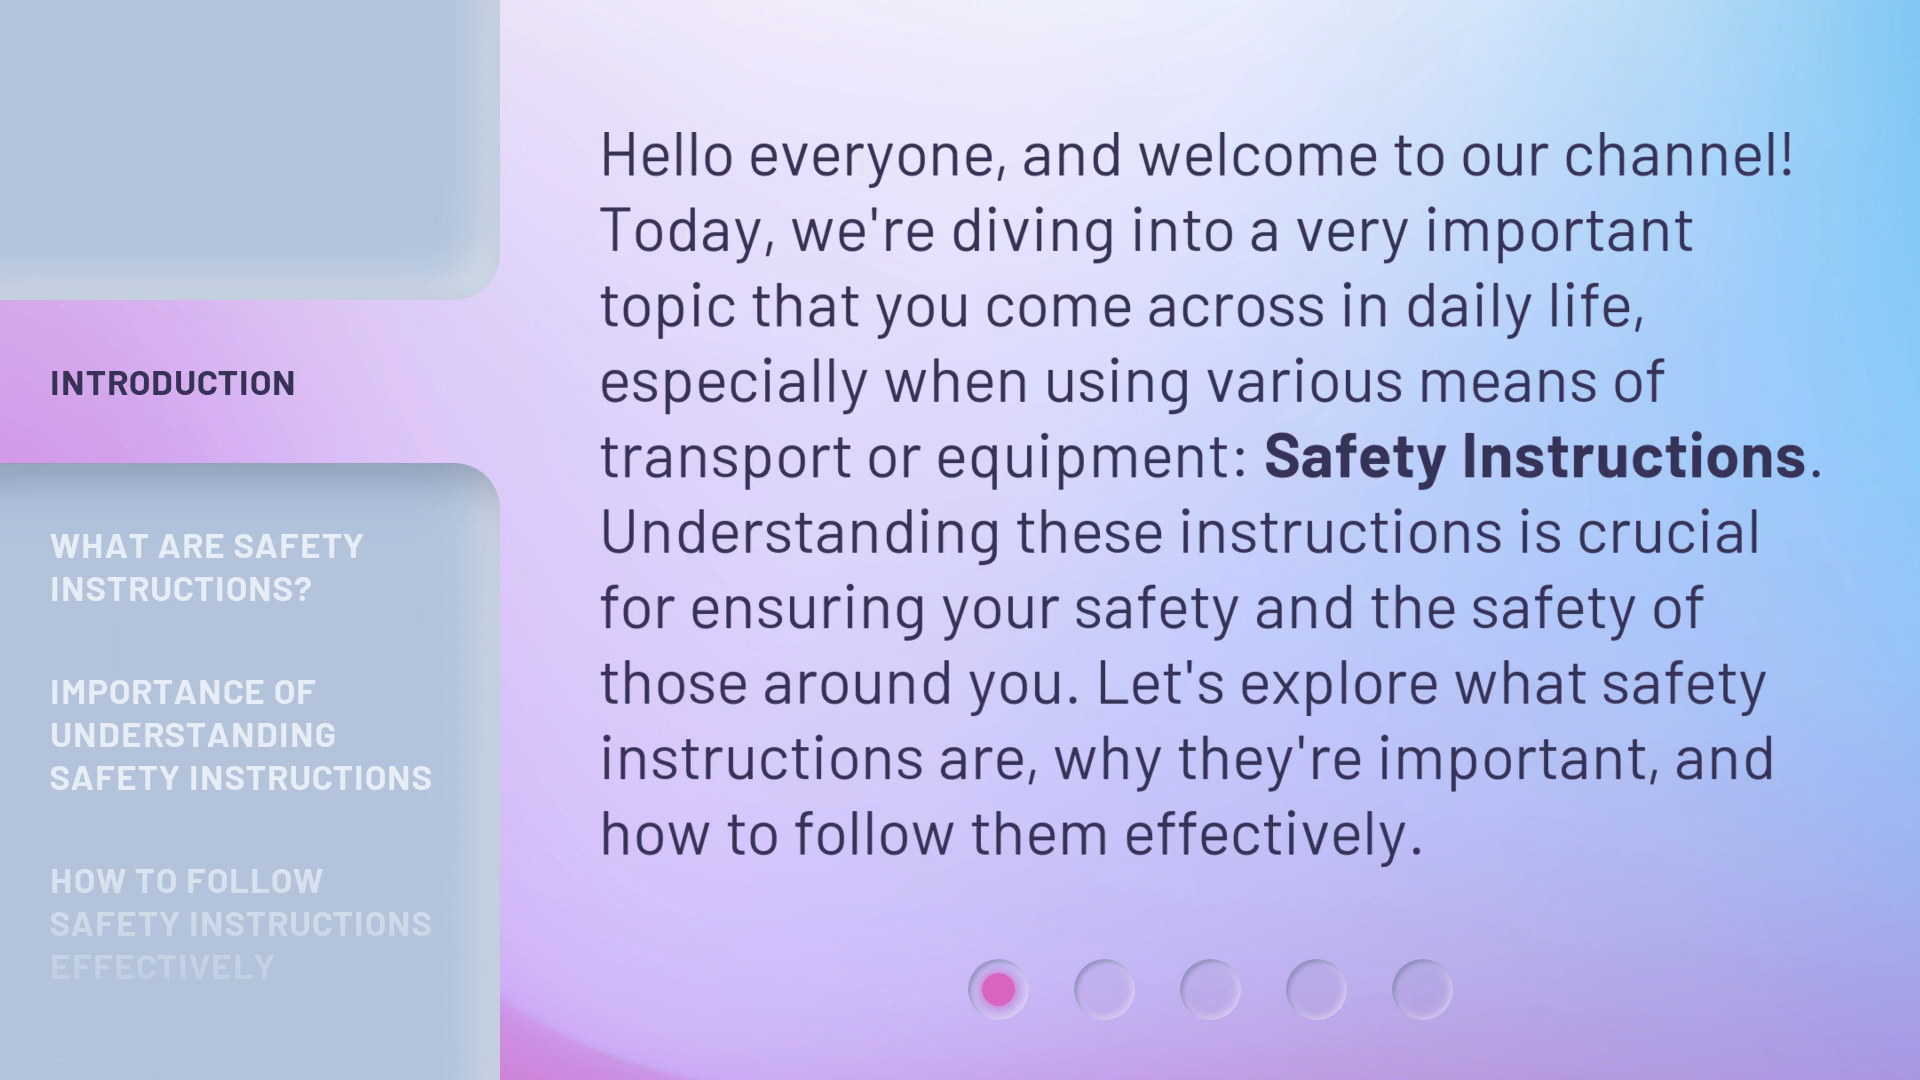 INTRODUCTION
WHAT ARE SAFETY
INSTRUCTIONS?
IMPORTANCE OF
UNDERSTANDING
SAFETY INSTRUCTIONS
HOW TO FOLLOW
SAFETY INSTRUCTIONS
EFFECTIVELY
Hello everyone, and welcome to our channel!
Today, we're diving into a very important
topic that you come across in daily life,
especially when using various means of
transport or equipment: Safety Instructions.
Understanding these instructions is crucial
for ensuring your safety and the safety of
those around you. Let's explore what safety
instructions are, why they're important, and
how to follow them effectively.